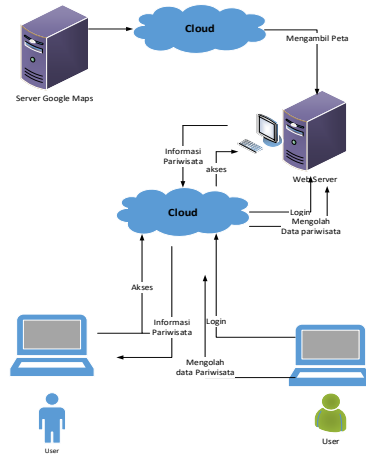 Cloud
Mengambil Peta
Server Google Maps
Informasi
Pariwisata
akses
Web Server
Cloud
Login
Mengolah
Data pariwisata
Akses
Informasi
Pariwisata
Login
Mengolah
data Pariwisata
User
User